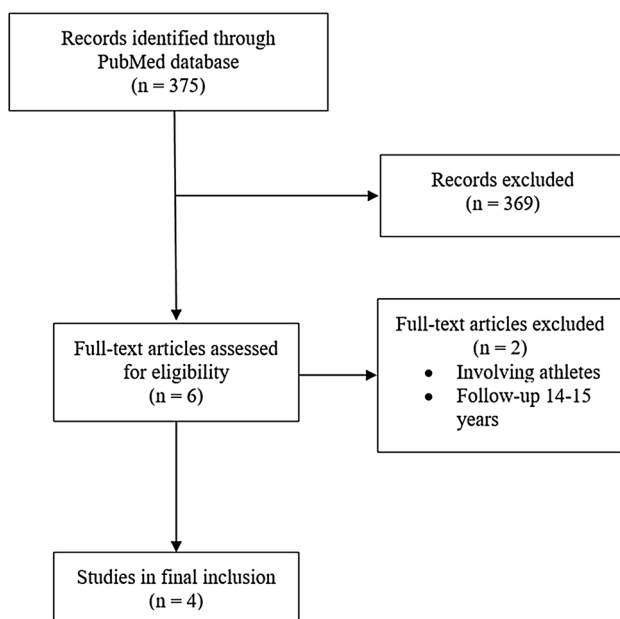 Records identified through
PubMed database
(n = 375)
Records excluded
(n = 369)
Full-text articles assessed
for eligibility
(n = 6)
Full-text articles excluded
(n = 2)
• Involving athletes
• Follow-up 14-15
years
Studies in final inclusion
(n = 4)